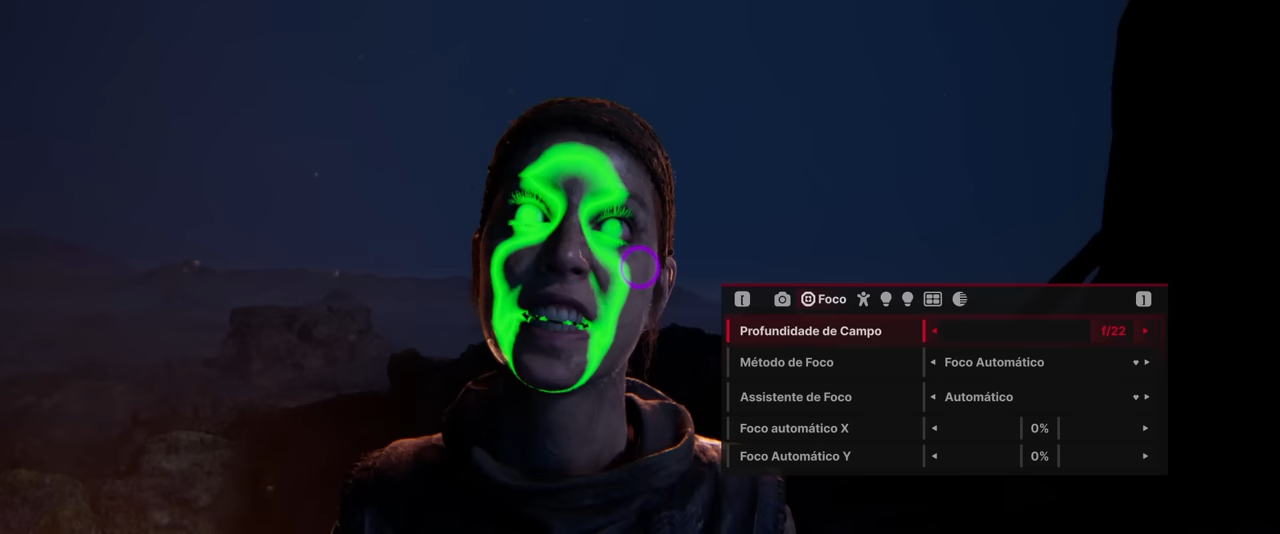 [ Foco ]
Profundidade de Campo f/22
Método de Foco Foco Automático
Assistente de Foco Automático
Foco automático X 0%
Foco Automático Y 0%